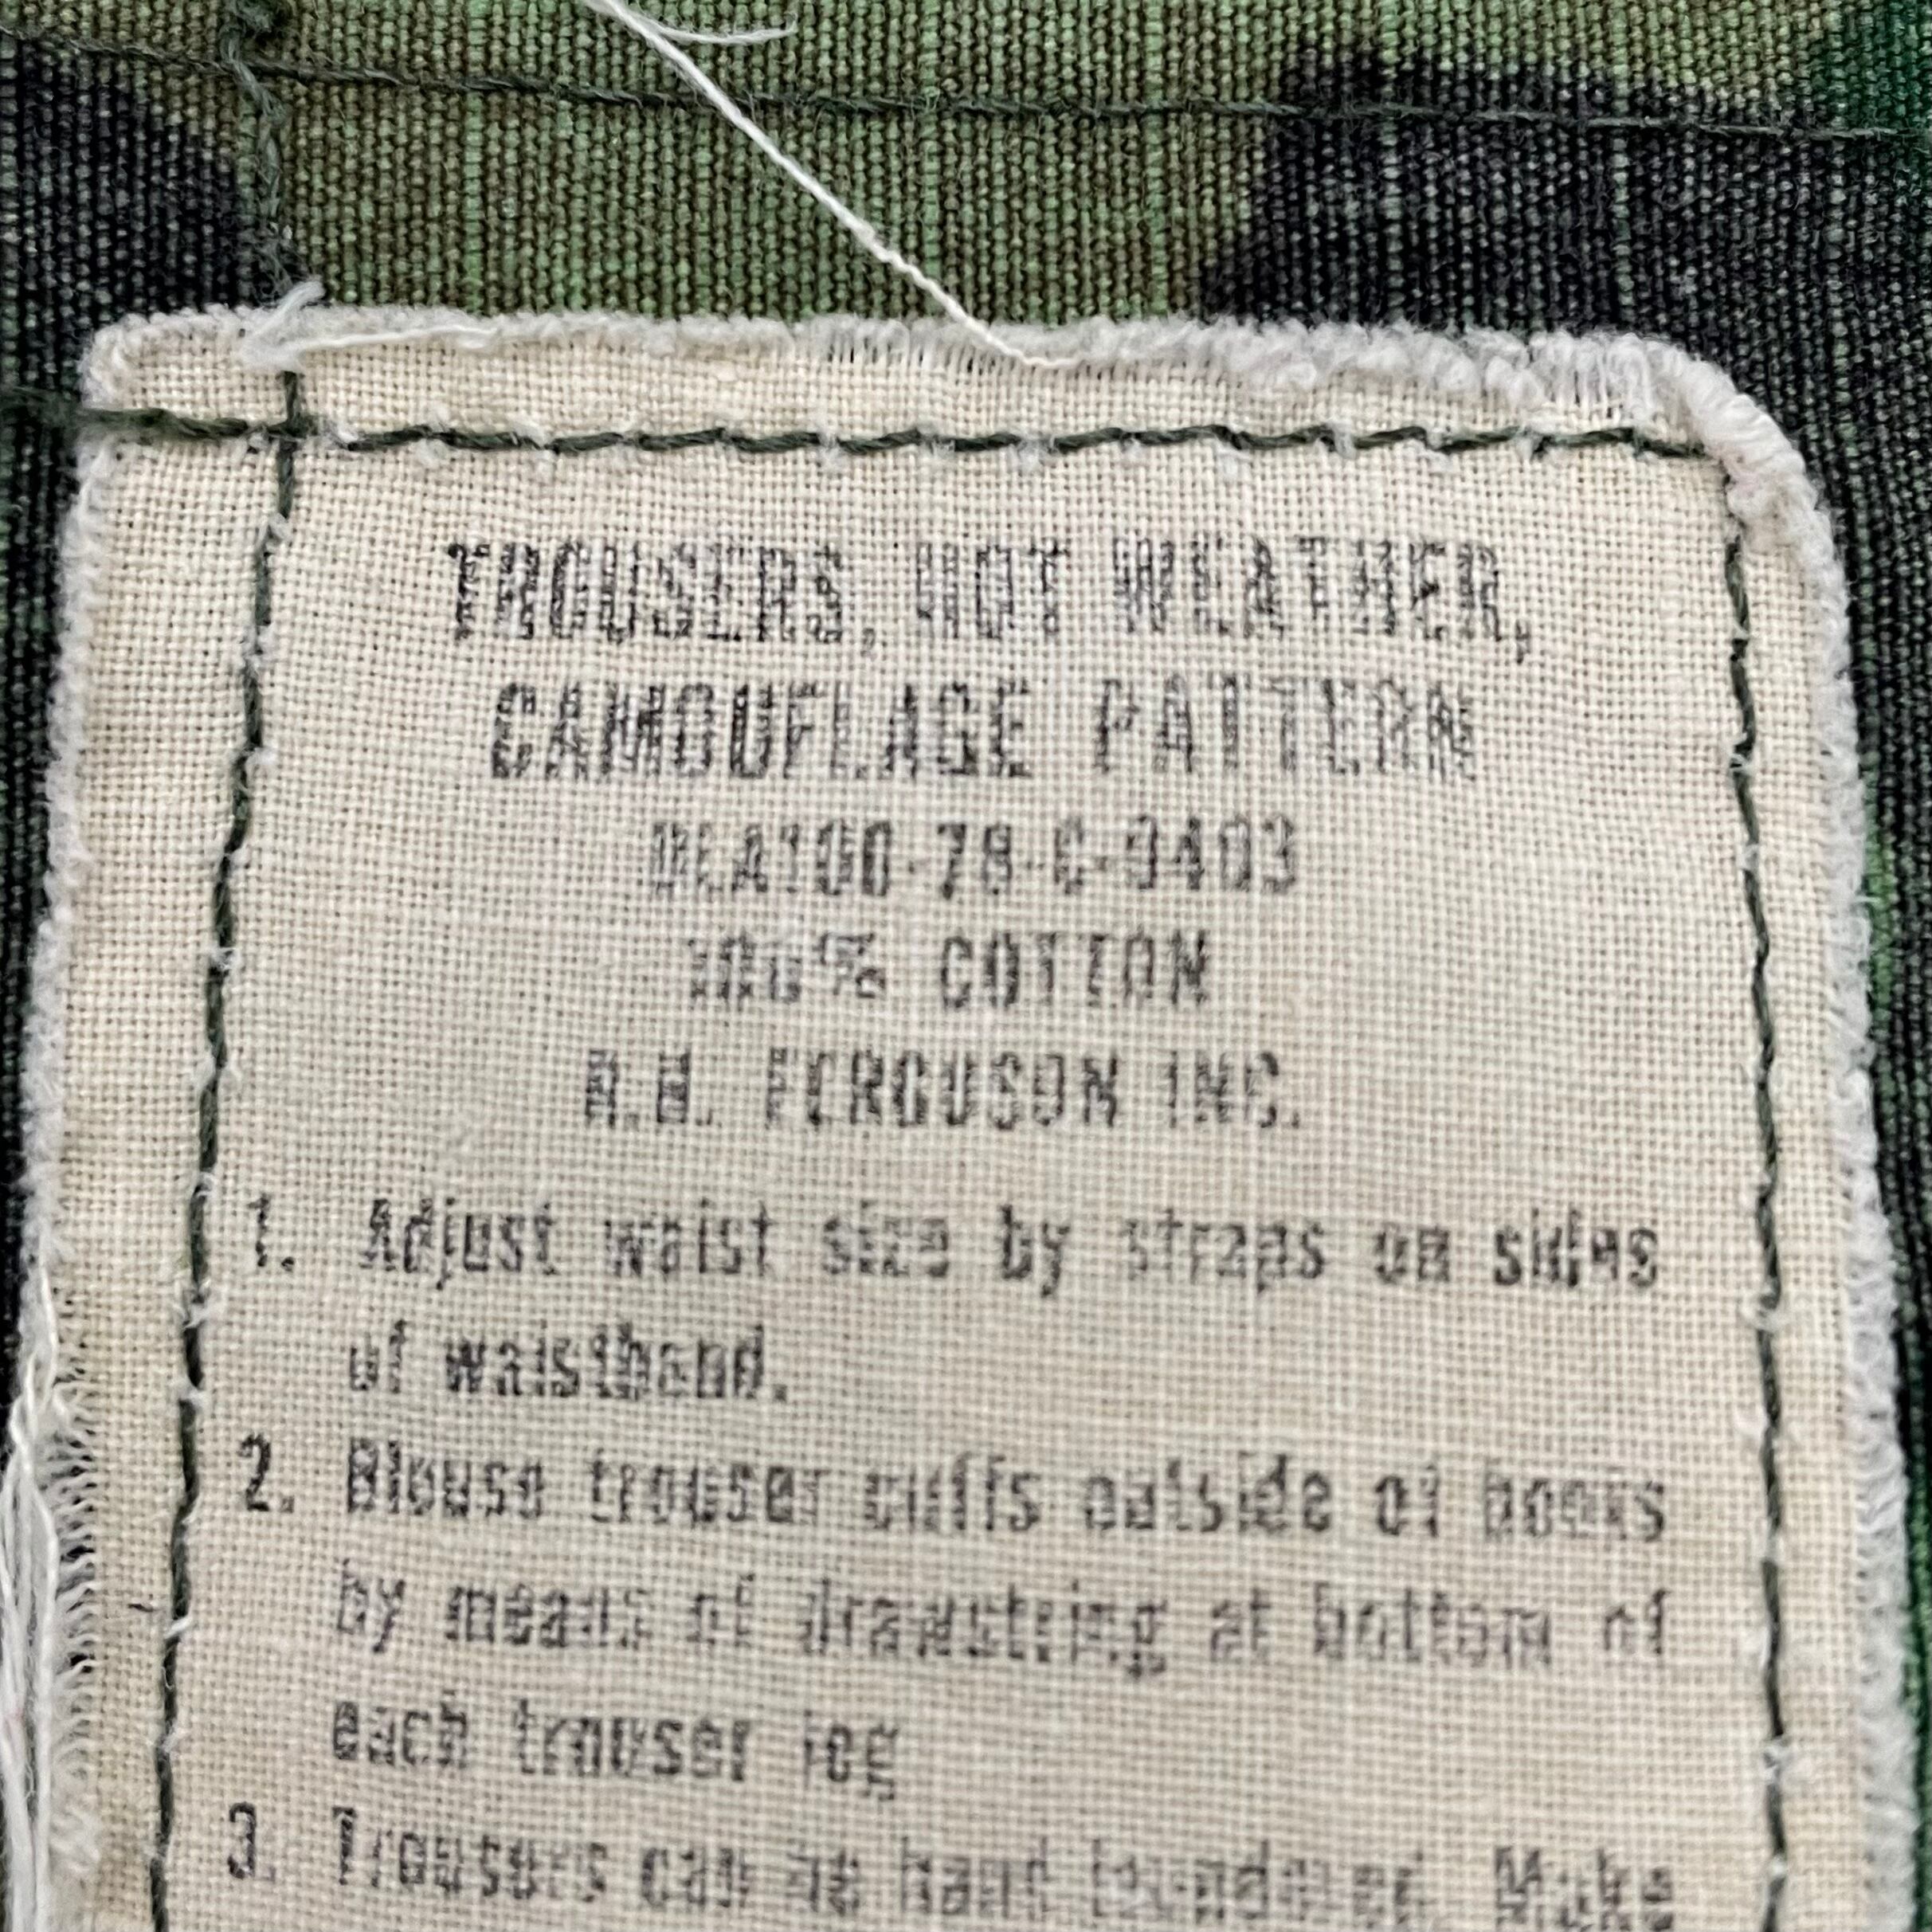 TROUSERS, HOT WEATHER,
CAMOUFLAGE PATTERN
DLA100-78-C-0403
100% COTTON
R.H. FERGUSON INC.
1. Adjust waist size by straps on sides
of waistband.
2. Blouse trouser cuffs outside of boots
by means of drawstring at bottom of
each trouser leg
3. Trousers can be hand laundered. Make